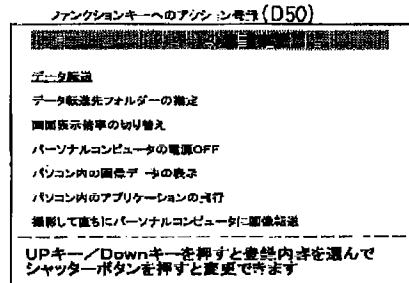 ファンクションキーへのアクション登録(D50)
データ転送
データ転送先フォルダーの指定
画面表示倍率の切り替え
パーソナルコンピュータの電源OFF
パソコン内の画像データの表示
パソコン内のアプリケーションの実行
撮影して直ちにパーソナルコンピュータに画像転送
UPキー/Downキーを押すと登録内容を選んで
シャッターボタンを押すと変更できます